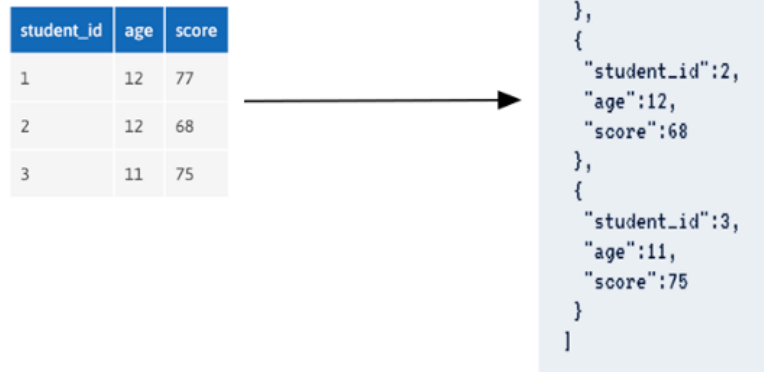 student_id age score
1 12 77
2 12 68
3 11 75
},
{
"student_id":2,
"age":12,
"score":68
},
{
"student_id":3,
"age":11,
"score":75
}
]